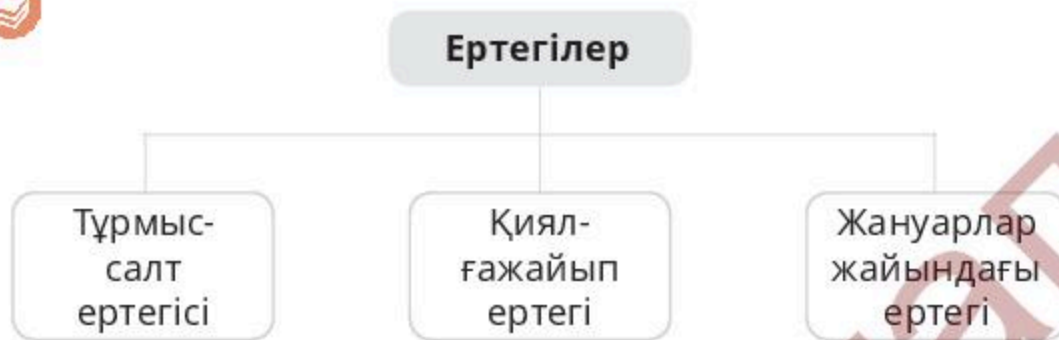 Ертегілер
Тұрмыс-
салт
ертегісі
Қиял-
ғажайып
ертегі
Жануарлар
жайындағы
ертегі